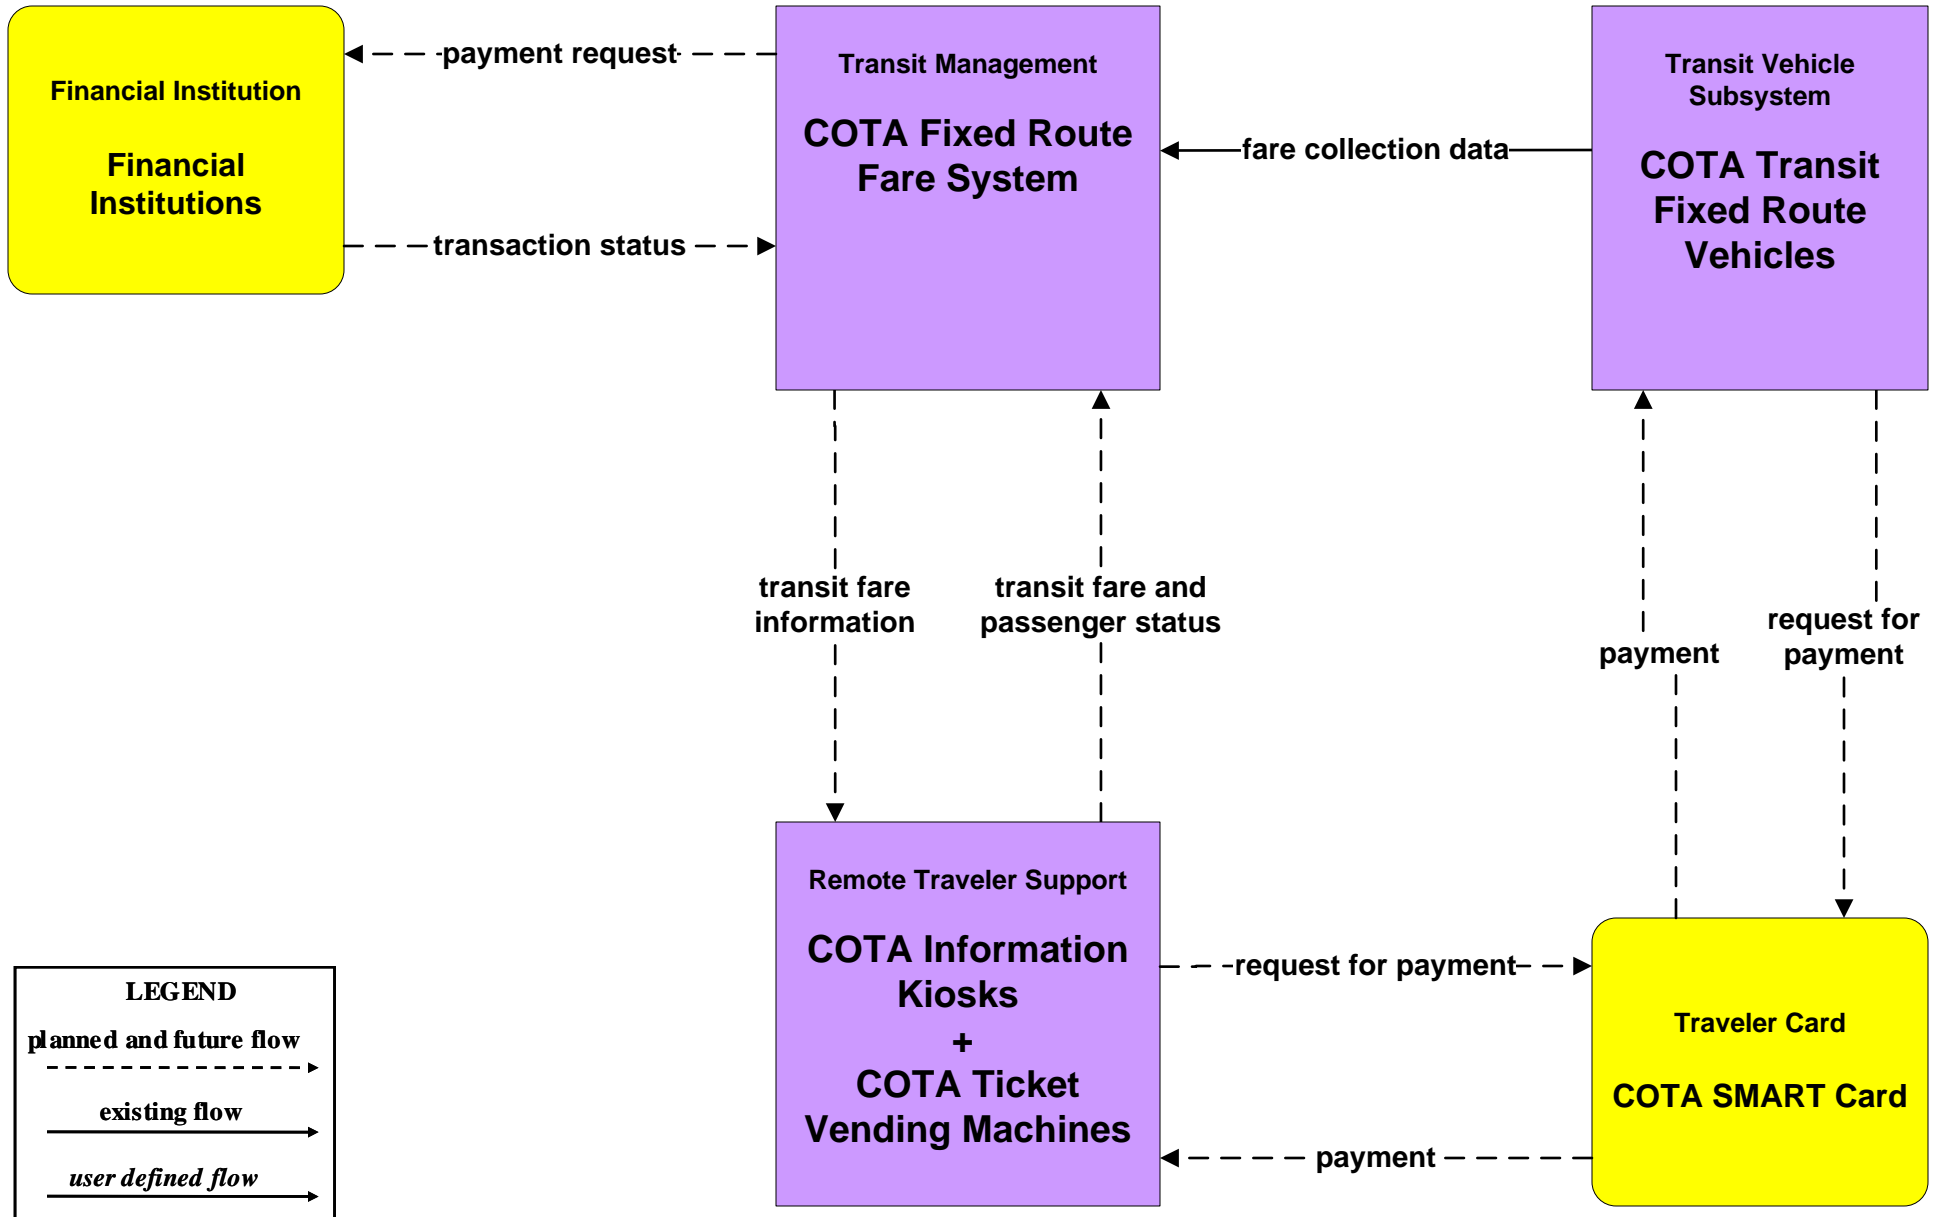 payment request
Financial Institution
Financial
Institutions
transaction status
Transit Management
COTA Fixed Route
Fare System
fare collection data
Transit Vehicle
Subsystem
COTA Transit
Fixed Route
Vehicles
transit fare
information
transit fare and
passenger status
payment
request for
payment
Remote Traveler Support
COTA Information
Kiosks
+
COTA Ticket
Vending Machines
request for payment
payment
Traveler Card
COTA SMART Card
LEGEND
planned and future flow
existing flow
user defined flow